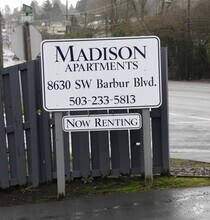 MADISON
APARTMENTS
8630 SW Barbur Blvd.
503-233-5813
NOW RENTING